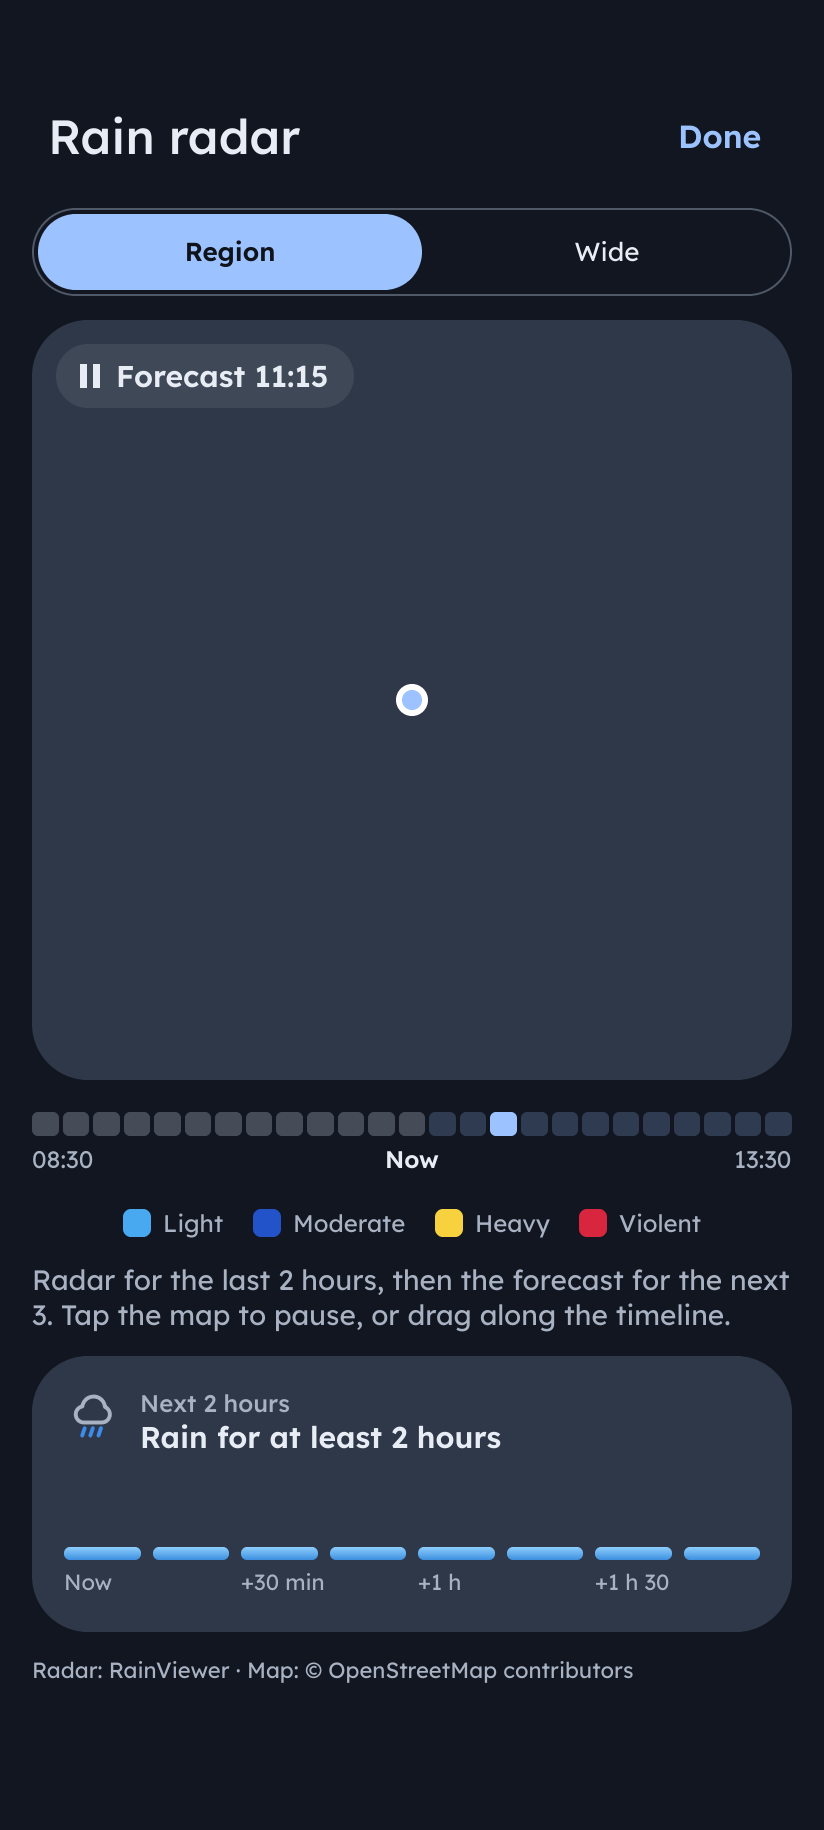 Rain radar
Done
Region
Wide
Forecast 11:15
08:30
Now
13:30
Light
Moderate
Heavy
Violent
Radar for the last 2 hours, then the forecast for the next
3. Tap the map to pause, or drag along the timeline.
Next 2 hours
Rain for at least 2 hours
Now
+30 min
+1 h
+1 h 30
Radar: RainViewer · Map: © OpenStreetMap contributors